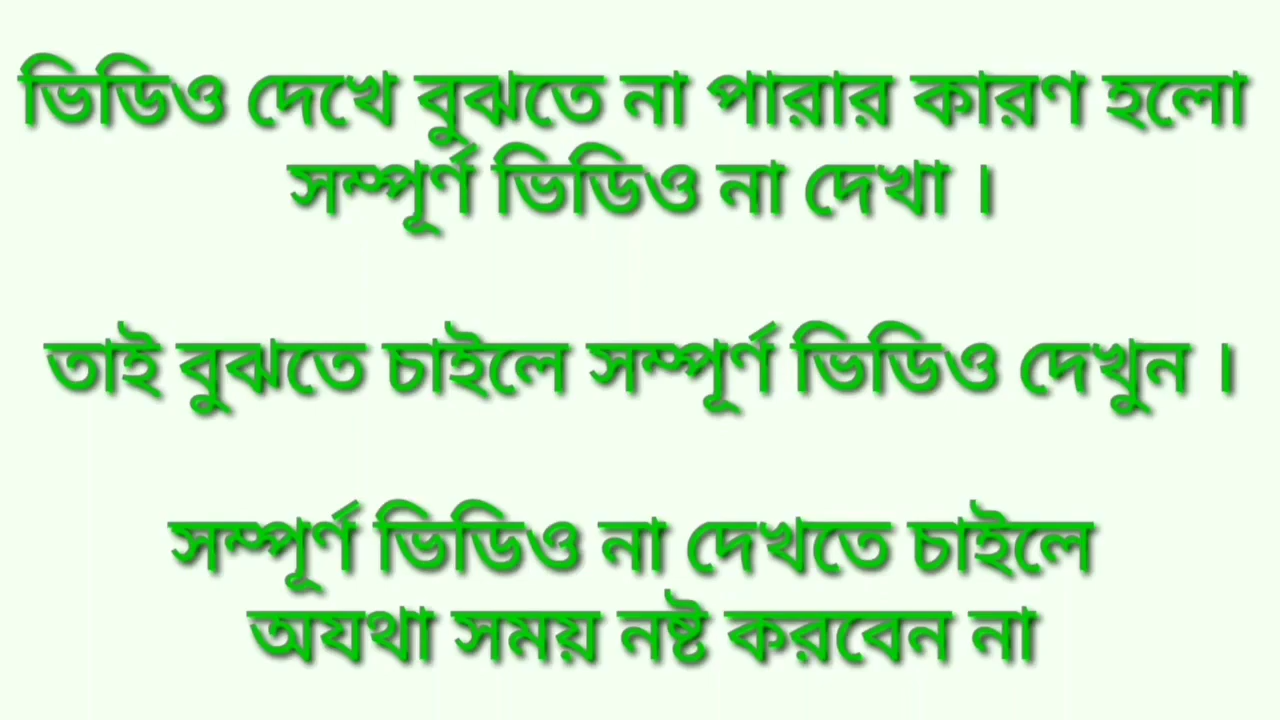 ভিডিও দেখে বুঝতে না পারার কারণ হলো
সম্পূর্ণ ভিডিও না দেখা ।
তাই বুঝতে চাইলে সম্পূর্ণ ভিডিও দেখুন ।
সম্পূর্ণ ভিডিও না দেখতে চাইলে
অযথা সময় নষ্ট করবেন না